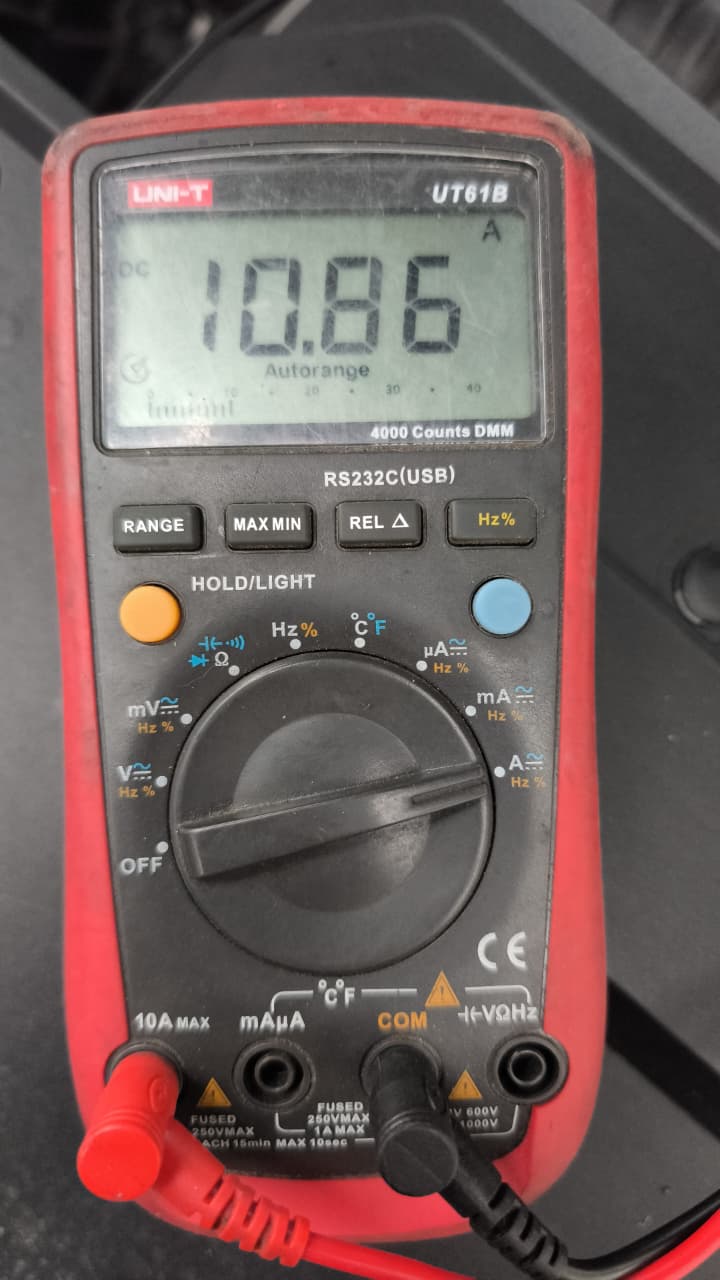 UNI-T UT61B
A
DC
10.86
Autorange
0 10 20 30 40
4000 Counts DMM
RS232C(USB)
RANGE MAX MIN REL Δ Hz%
HOLD/LIGHT
Hz% °C°F
Ω
µA Hz %
mV Hz %
mA Hz %
V Hz %
A Hz %
OFF
CE
°C°F
10A MAX mAµA COM VΩHz
FUSED 250VMAX
EACH 15min MAX 10sec
FUSED 250VMAX 1A MAX
600V
1000V